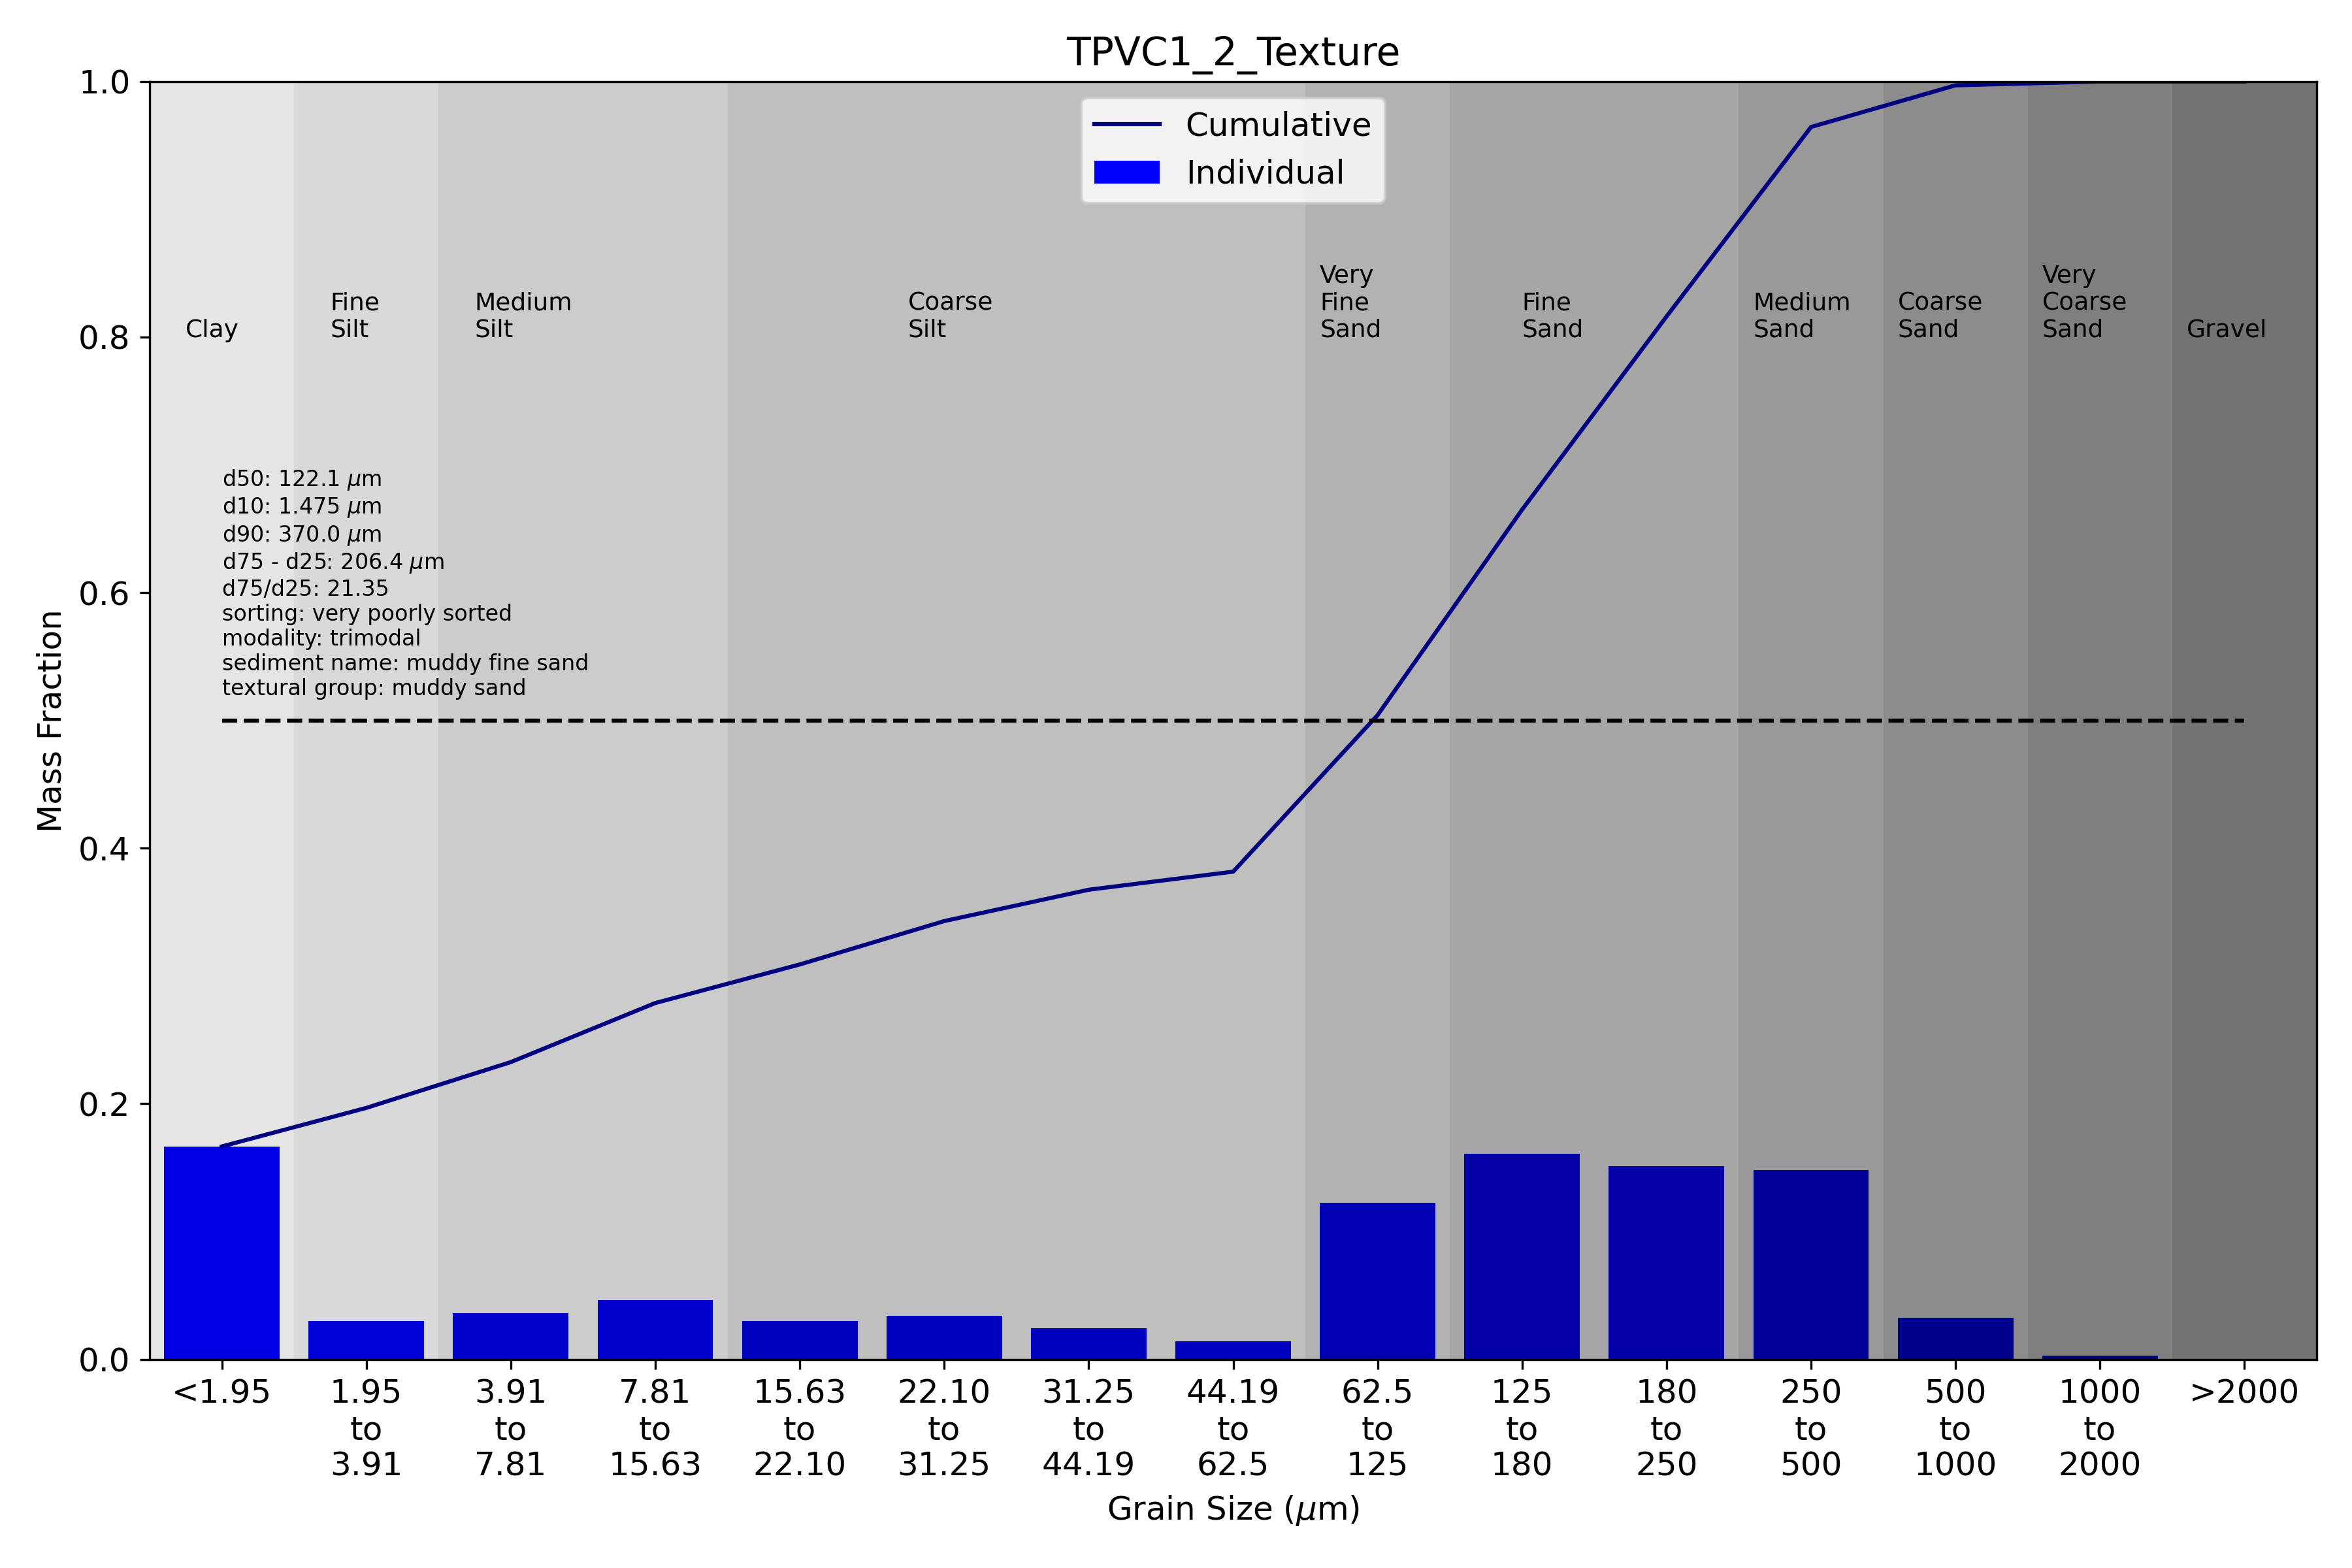 TPVC1_2_Texture
Cumulative
Individual
Clay
Fine
Silt
Medium
Silt
Coarse
Silt
Very
Fine
Sand
Fine
Sand
Medium
Sand
Coarse
Sand
Very
Coarse
Sand
Gravel
d50: 122.1 μm
d10: 1.475 μm
d90: 370.0 μm
d75 - d25: 206.4 μm
d75/d25: 21.35
sorting: very poorly sorted
modality: trimodal
sediment name: muddy fine sand
textural group: muddy sand
Mass Fraction
1.0
0.8
0.6
0.4
0.2
0.0
<1.95
1.95
to
3.91
3.91
to
7.81
7.81
to
15.63
15.63
to
22.10
22.10
to
31.25
31.25
to
44.19
44.19
to
62.5
62.5
to
125
125
to
180
180
to
250
250
to
500
500
to
1000
1000
to
2000
>2000
Grain Size (μm)